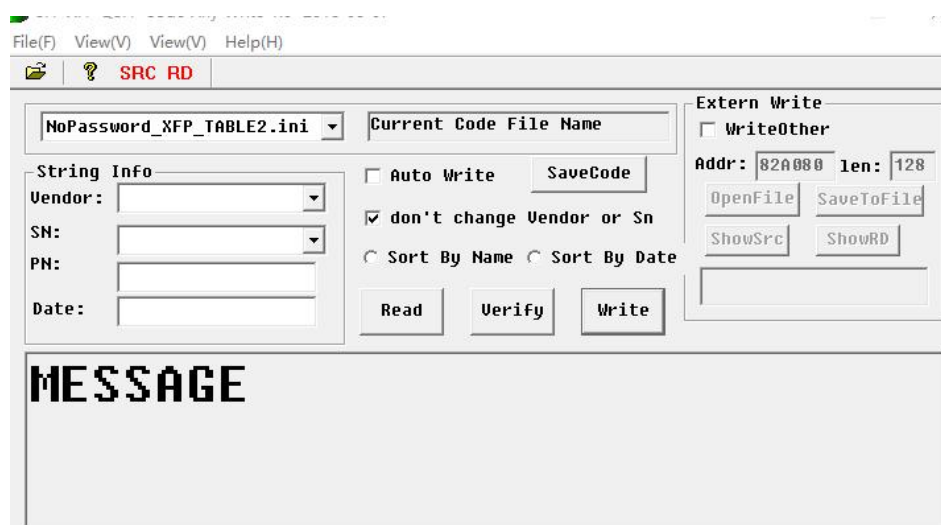 File(F) View(V) View(V) Help(H)
SRC RD
NoPassword_XFP_TABLE2.ini
Current Code File Name
Extern Write
WriteOther
Addr: 82A080 len: 128
OpenFile SaveToFile
ShowSrc ShowRD
String Info
Vendor:
SN:
PN:
Date:
Auto Write SaveCode
don't change Vendor or Sn
Sort By Name Sort By Date
Read Verify Write
MESSAGE